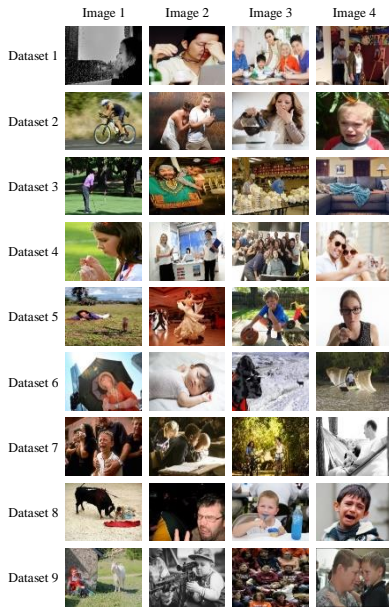 Image 1 Image 2 Image 3 Image 4
Dataset 1
Dataset 2
Dataset 3
Dataset 4
Dataset 5
Dataset 6
Dataset 7
Dataset 8
Dataset 9